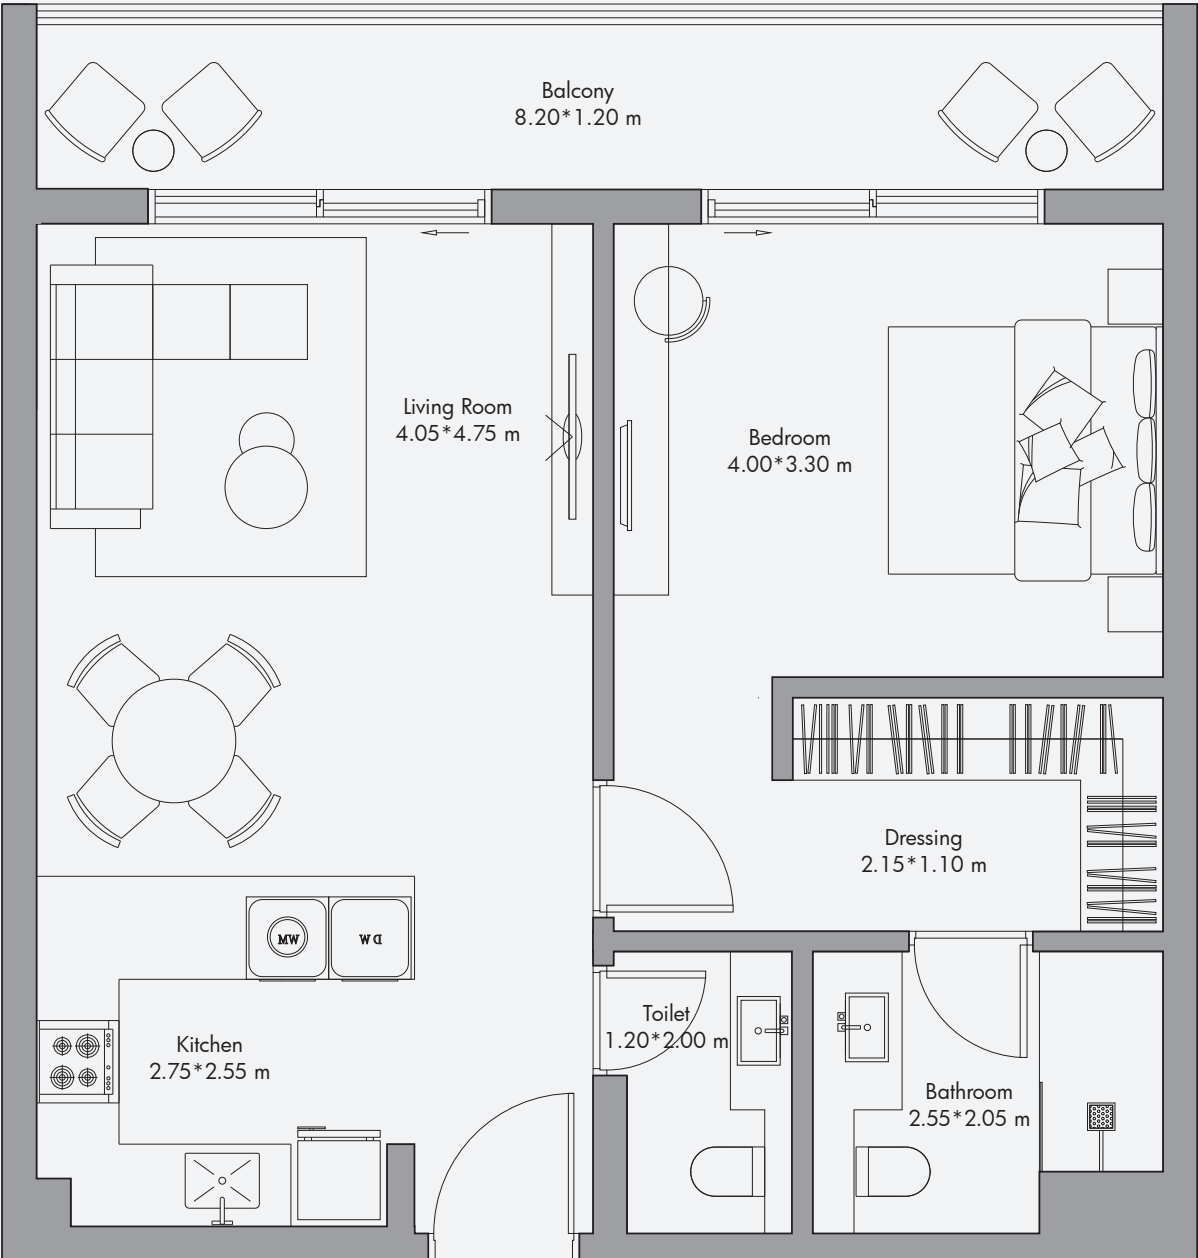 Balcony
8.20*1.20 m
Living Room
4.05*4.75 m
Bedroom
4.00*3.30 m
Dressing
2.15*1.10 m
MW
DW
Kitchen
2.75*2.55 m
Toilet
1.20*2.00 m
Bathroom
2.55*2.05 m